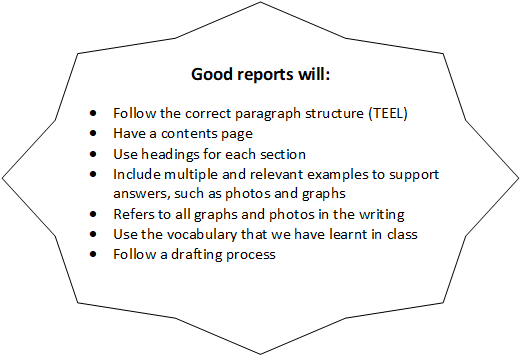 Good reports will:
• Follow the correct paragraph structure (TEEL)
• Have a contents page
• Use headings for each section
• Include multiple and relevant examples to support
answers, such as photos and graphs
• Refers to all graphs and photos in the writing
• Use the vocabulary that we have learnt in class
• Follow a drafting process